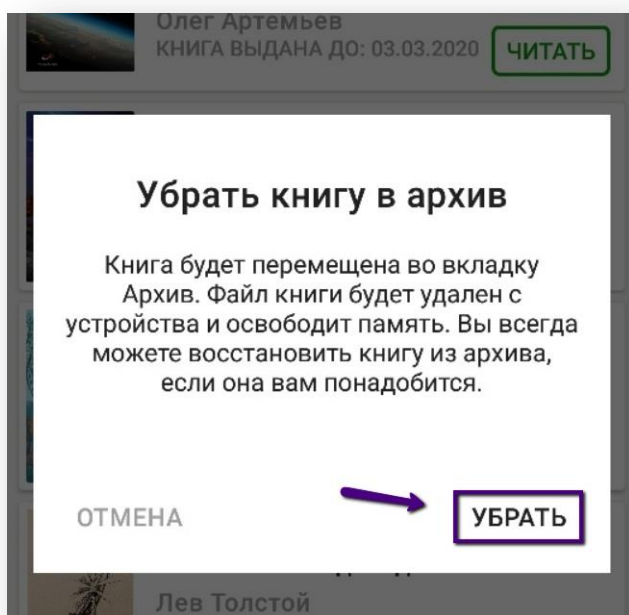 Олег Артемьев
КНИГА ВЫДАНА ДО: 03.03.2020
ЧИТАТЬ
Убрать книгу в архив
Книга будет перемещена во вкладку
Архив. Файл книги будет удален с
устройства и освободит память. Вы всегда
можете восстановить книгу из архива,
если она вам понадобится.
ОТМЕНА
УБРАТЬ
Лев Толстой